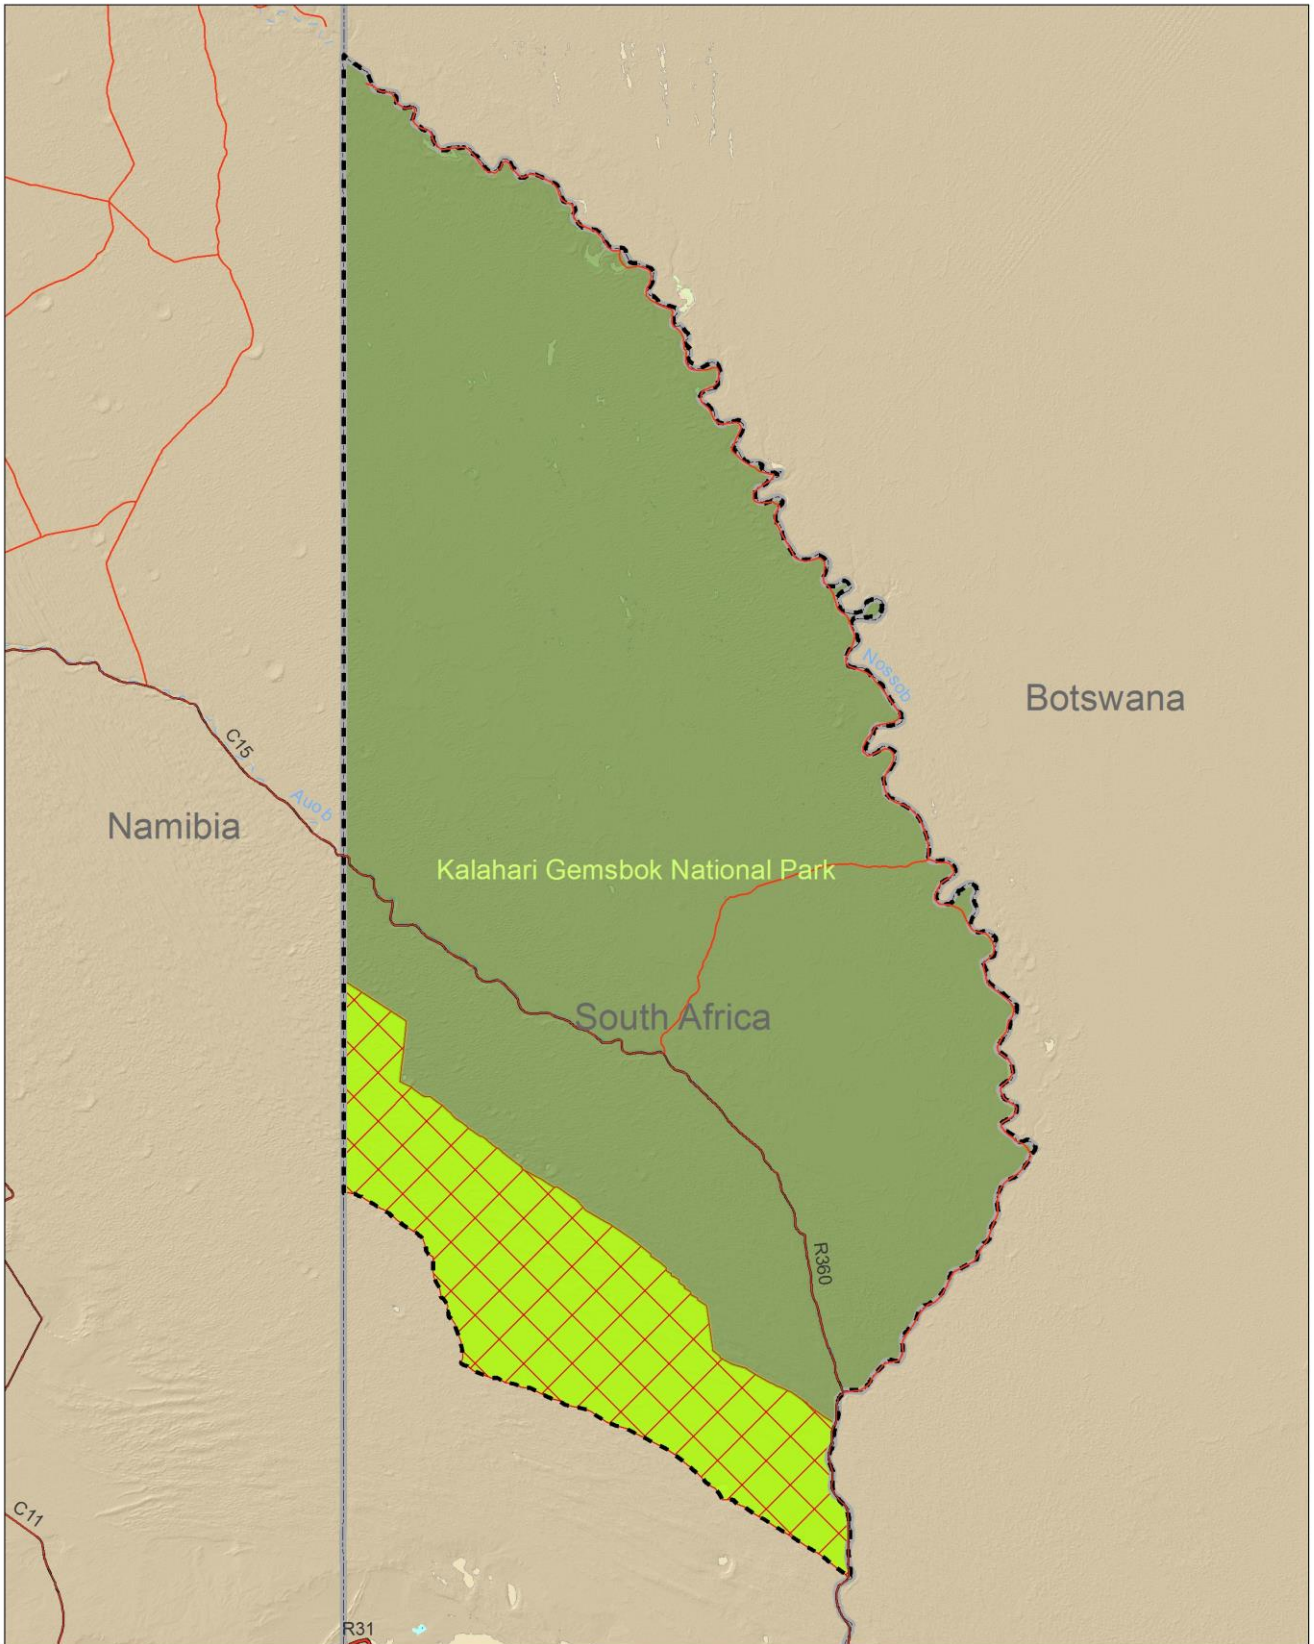 Nossob
Botswana
C15
Auob
Namibia
Kalahari Gemsbok National Park
South Africa
R360
C11
R31